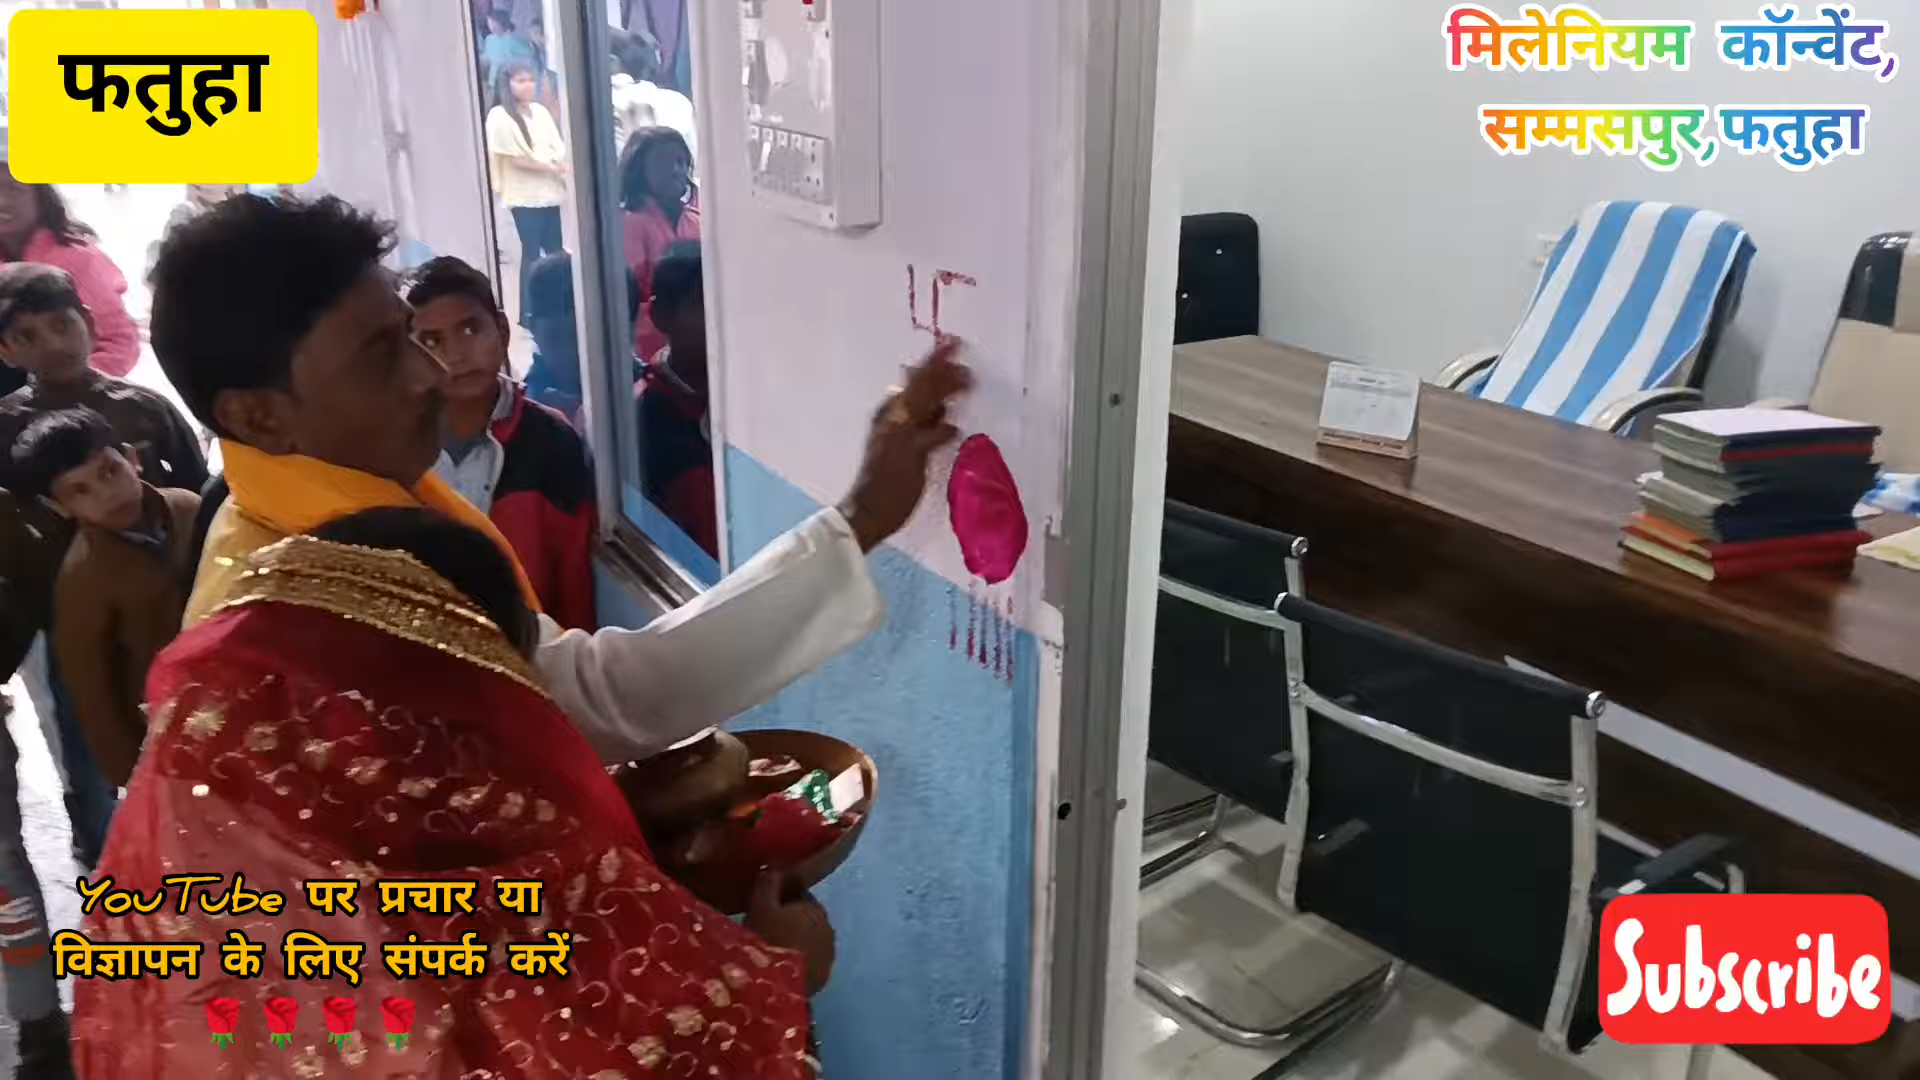 फतुहा
मिलेनियम कॉन्वेंट,
सम्मसपुर,फतुहा
YouTube पर प्रचार या
विज्ञापन के लिए संपर्क करें
Subscribe